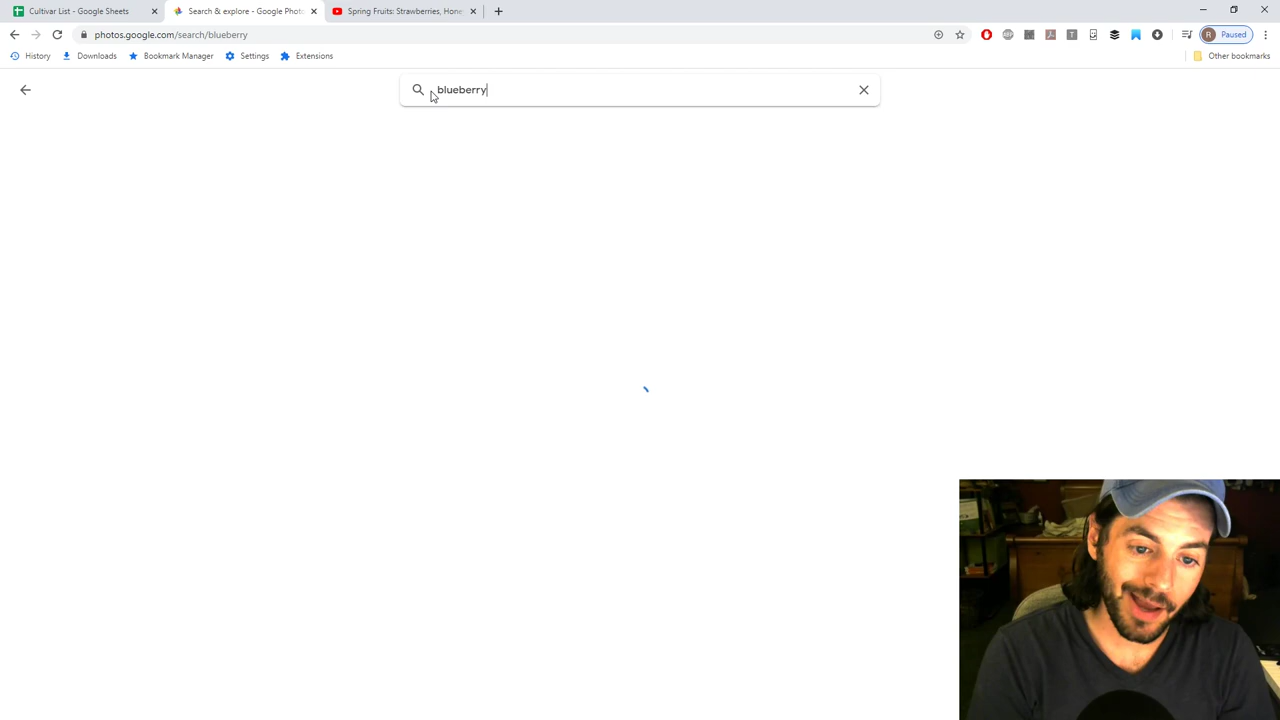 Cultivar List - Google Sheets
Search & explore - Google Photo
Spring Fruits: Strawberries, Hone
photos.google.com/search/blueberry
R Paused
History Downloads Bookmark Manager Settings Extensions Other bookmarks
blueberry